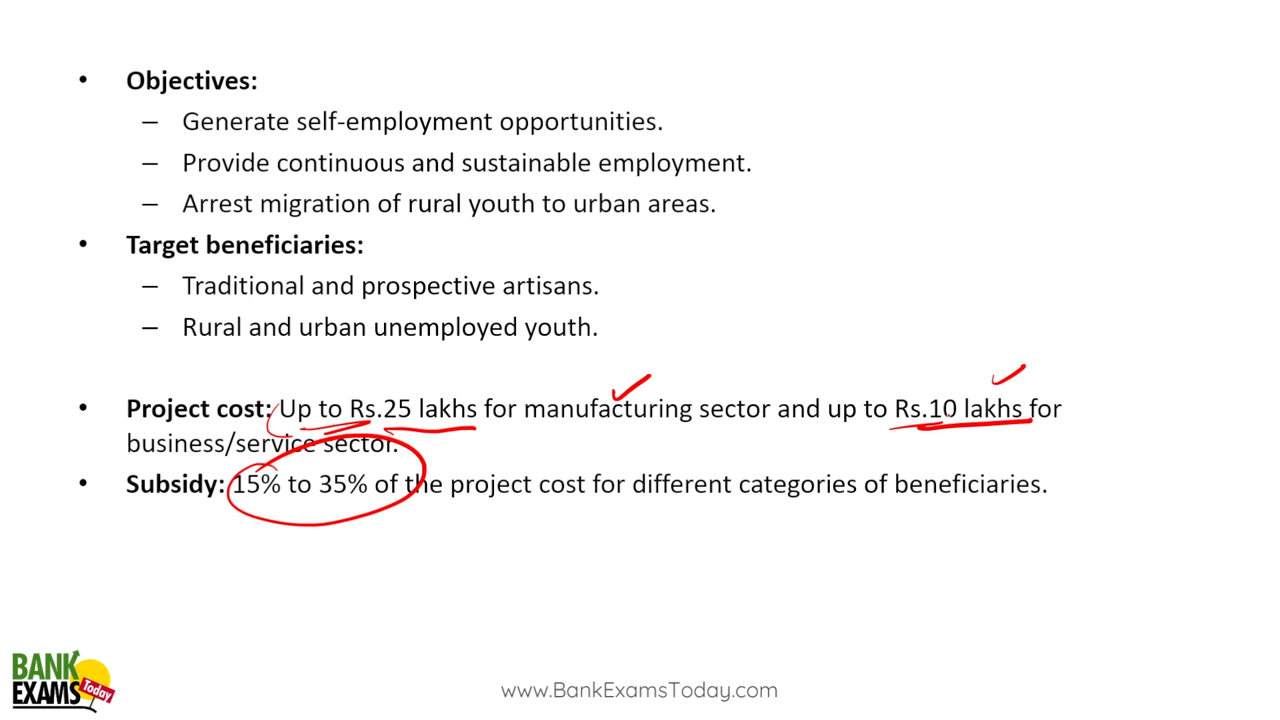 • Objectives:
– Generate self-employment opportunities.
– Provide continuous and sustainable employment.
– Arrest migration of rural youth to urban areas.
• Target beneficiaries:
– Traditional and prospective artisans.
– Rural and urban unemployed youth.
• Project cost: Up to Rs.25 lakhs for manufacturing sector and up to Rs.10 lakhs for
business/service sector.
• Subsidy: 15% to 35% of the project cost for different categories of beneficiaries.
BANK
EXAMS Today
www.BankExamsToday.com